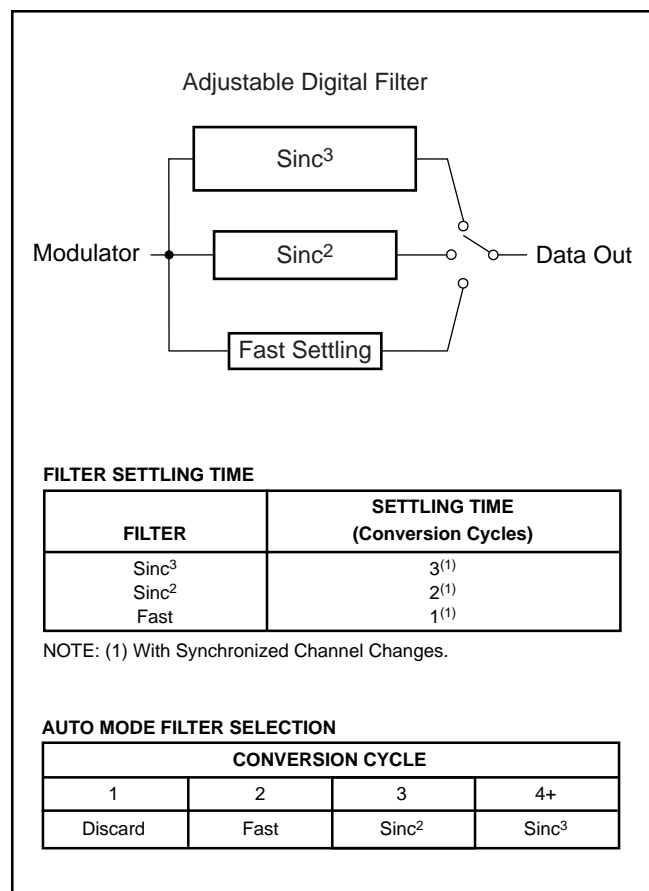 Adjustable Digital Filter
Sinc³
Modulator
Sinc²
Data Out
Fast Settling
FILTER SETTLING TIME
FILTER
SETTLING TIME
(Conversion Cycles)
Sinc³ 3⁽¹⁾
Sinc² 2⁽¹⁾
Fast 1⁽¹⁾
NOTE: (1) With Synchronized Channel Changes.
AUTO MODE FILTER SELECTION
CONVERSION CYCLE
1 2 3 4+
Discard Fast Sinc² Sinc³